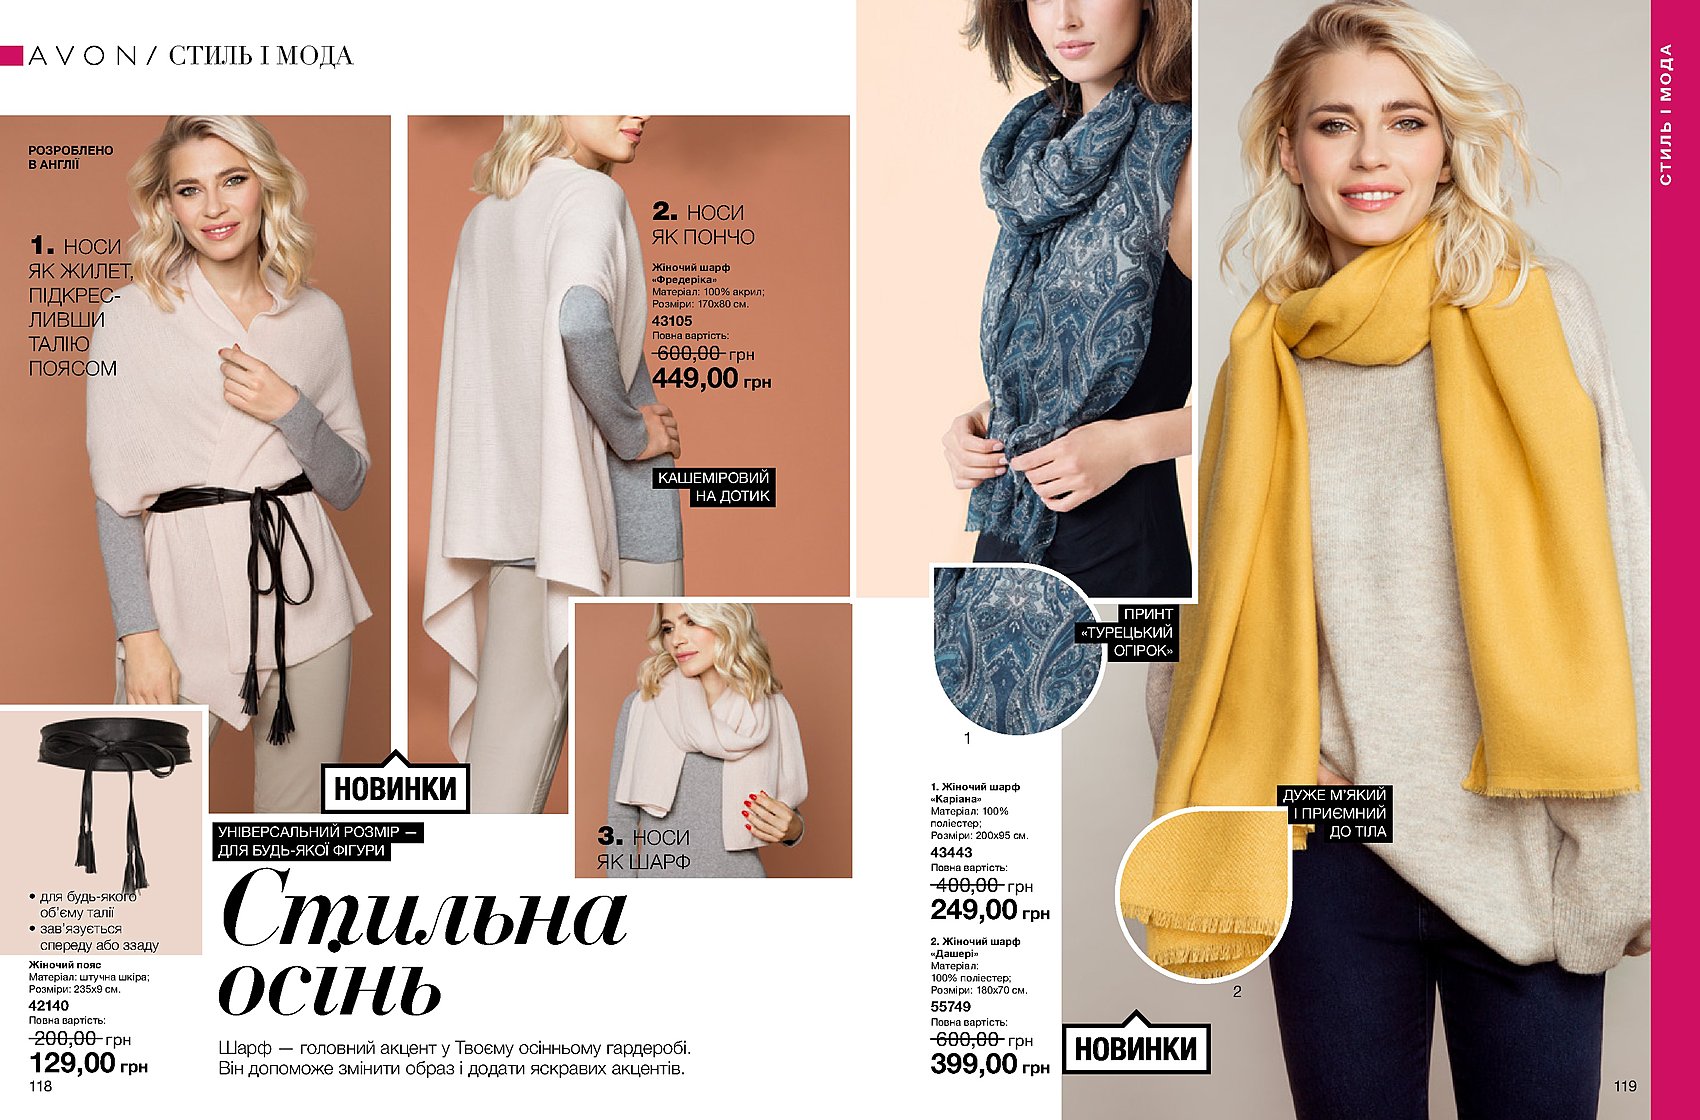 AVON / СТИЛЬ І МОДА
РОЗРОБЛЕНО
В АНГЛІЇ
1. НОСИ
ЯК ЖИЛЕТ,
ПІДКРЕС-
ЛИВШИ
ТАЛІЮ
ПОЯСОМ
2. НОСИ
ЯК ПОНЧО
Жіночий шарф
«Фредеріка»
Матеріал: 100% акрил;
Розміри: 170x80 см.
43105
Повна вартість:
600,00 грн
449,00 грн
КАШЕМІРОВИЙ
НА ДОТИК
3. НОСИ
ЯК ШАРФ
НОВИНКИ
УНІВЕРСАЛЬНИЙ РОЗМІР —
ДЛЯ БУДЬ-ЯКОЇ ФІГУРИ
• для будь-якого
об'єму талії
• зав'язується
спереду або ззаду
Жіночий пояс
Матеріал: штучна шкіра;
Розміри: 235x9 см.
42140
Повна вартість:
200,00 грн
129,00 грн
118
Стильна
осінь
Шарф — головний акцент у Твоєму осінньому гардеробі.
Він допоможе змінити образ і додати яскравих акцентів.
ПРИНТ
«ТУРЕЦЬКИЙ
ОГІРОК»
1
1. Жіночий шарф
«Каріана»
Матеріал: 100%
поліестер;
Розміри: 200x95 см.
43443
Повна вартість:
400,00 грн
249,00 грн
2. Жіночий шарф
«Дашері»
Матеріал:
100% поліестер;
Розміри: 180x70 см.
55749
Повна вартість:
600,00 грн
399,00 грн
ДУЖЕ М'ЯКИЙ
І ПРИЄМНИЙ
ДО ТІЛА
2
НОВИНКИ
СТИЛЬ І МОДА
119